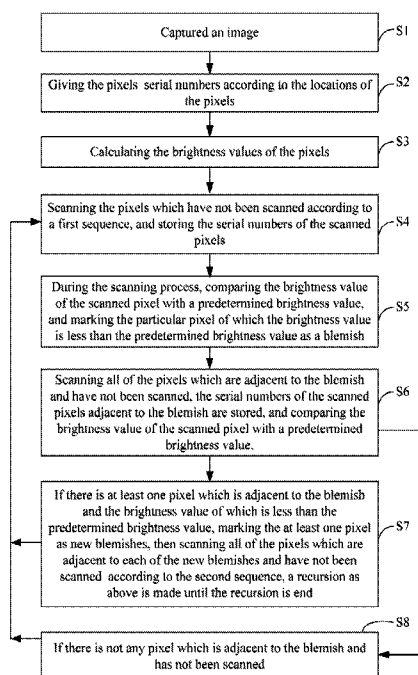 Captured an image
S1
Giving the pixels serial numbers according to the locations of
the pixels
S2
Calculating the brightness values of the pixels
S3
Scanning the pixels which have not been scanned according to
a first sequence, and storing the serial numbers of the scanned
pixels
S4
During the scanning process, comparing the brightness value
of the scanned pixel with a predetermined brightness value,
and marking the particular pixel of which the brightness value
is less than the predetermined brightness value as a blemish
S5
Scanning all of the pixels which are adjacent to the blemish
and have not been scanned, the serial numbers of the scanned
pixels adjacent to the blemish are stored, and comparing the
brightness value of the scanned pixel with a predetermined
brightness value.
S6
If there is at least one pixel which is adjacent to the blemish
and the brightness value of which is less than the
predetermined brightness value, marking the at least one pixel
as new blemishes, then scanning all of the pixels which are
adjacent to each of the new blemishes and have not been
scanned according to the second sequence, a recursion as
above is made until the recursion is end
S7
S8
If there is not any pixel which is adjacent to the blemish and
has not been scanned